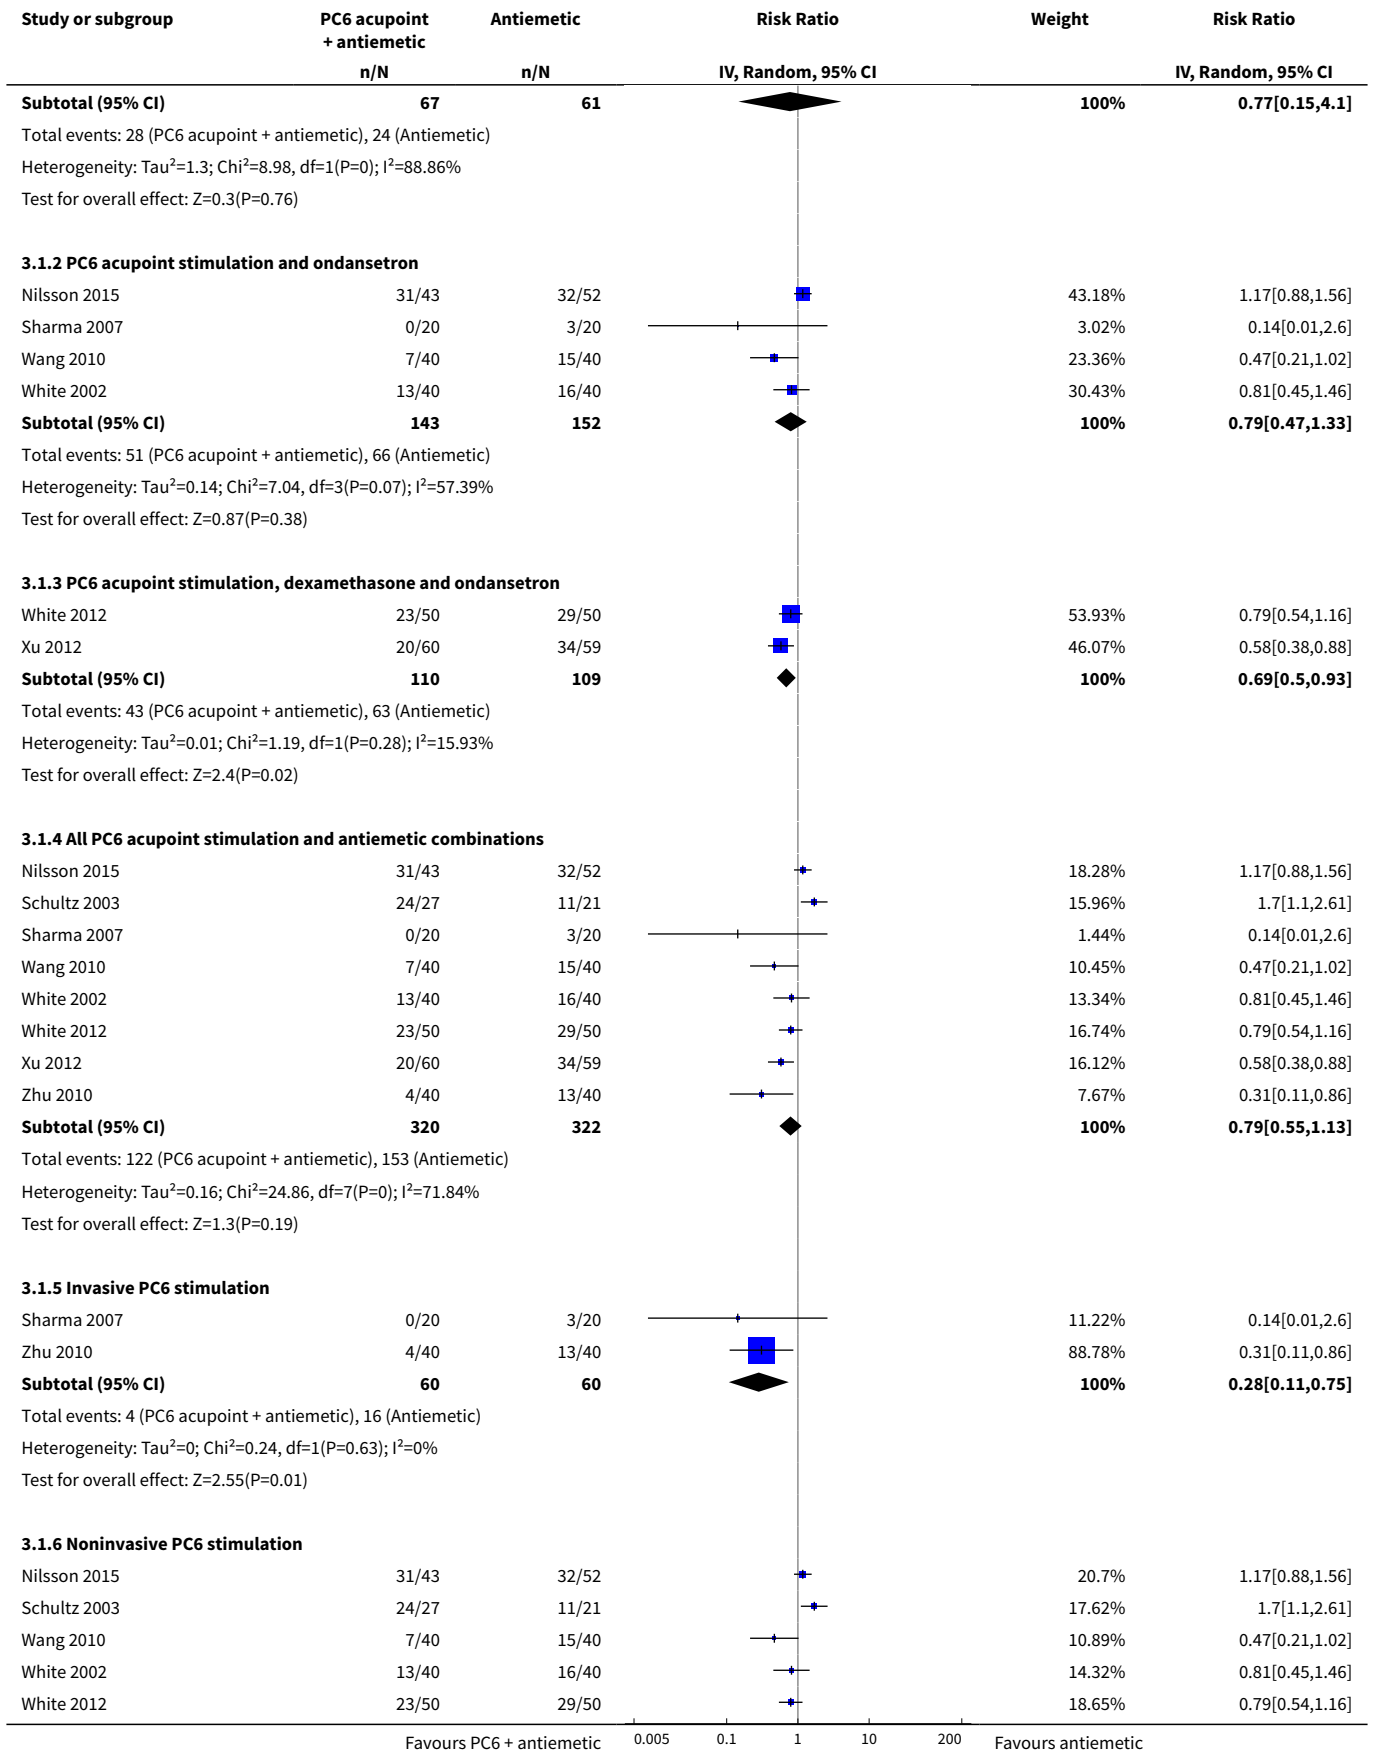 Study or subgroup PC6 acupoint + antiemetic Antiemetic Risk Ratio Weight Risk Ratio
n/N n/N IV, Random, 95% CI IV, Random, 95% CI
Subtotal (95% CI) 67 61 100% 0.77[0.15,4.1]
Total events: 28 (PC6 acupoint + antiemetic), 24 (Antiemetic)
Heterogeneity: Tau²=1.3; Chi²=8.98, df=1(P=0); I²=88.86%
Test for overall effect: Z=0.3(P=0.76)
3.1.2 PC6 acupoint stimulation and ondansetron
Nilsson 2015 31/43 32/52 43.18% 1.17[0.88,1.56]
Sharma 2007 0/20 3/20 3.02% 0.14[0.01,2.6]
Wang 2010 7/40 15/40 23.36% 0.47[0.21,1.02]
White 2002 13/40 16/40 30.43% 0.81[0.45,1.46]
Subtotal (95% CI) 143 152 100% 0.79[0.47,1.33]
Total events: 51 (PC6 acupoint + antiemetic), 66 (Antiemetic)
Heterogeneity: Tau²=0.14; Chi²=7.04, df=3(P=0.07); I²=57.39%
Test for overall effect: Z=0.87(P=0.38)
3.1.3 PC6 acupoint stimulation, dexamethasone and ondansetron
White 2012 23/50 29/50 53.93% 0.79[0.54,1.16]
Xu 2012 20/60 34/59 46.07% 0.58[0.38,0.88]
Subtotal (95% CI) 110 109 100% 0.69[0.5,0.93]
Total events: 43 (PC6 acupoint + antiemetic), 63 (Antiemetic)
Heterogeneity: Tau²=0.01; Chi²=1.19, df=1(P=0.28); I²=15.93%
Test for overall effect: Z=2.4(P=0.02)
3.1.4 All PC6 acupoint stimulation and antiemetic combinations
Nilsson 2015 31/43 32/52 18.28% 1.17[0.88,1.56]
Schultz 2003 24/27 11/21 15.96% 1.7[1.1,2.61]
Sharma 2007 0/20 3/20 1.44% 0.14[0.01,2.6]
Wang 2010 7/40 15/40 10.45% 0.47[0.21,1.02]
White 2002 13/40 16/40 13.34% 0.81[0.45,1.46]
White 2012 23/50 29/50 16.74% 0.79[0.54,1.16]
Xu 2012 20/60 34/59 16.12% 0.58[0.38,0.88]
Zhu 2010 4/40 13/40 7.67% 0.31[0.11,0.86]
Subtotal (95% CI) 320 322 100% 0.79[0.55,1.13]
Total events: 122 (PC6 acupoint + antiemetic), 153 (Antiemetic)
Heterogeneity: Tau²=0.16; Chi²=24.86, df=7(P=0); I²=71.84%
Test for overall effect: Z=1.3(P=0.19)
3.1.5 Invasive PC6 stimulation
Sharma 2007 0/20 3/20 11.22% 0.14[0.01,2.6]
Zhu 2010 4/40 13/40 88.78% 0.31[0.11,0.86]
Subtotal (95% CI) 60 60 100% 0.28[0.11,0.75]
Total events: 4 (PC6 acupoint + antiemetic), 16 (Antiemetic)
Heterogeneity: Tau²=0; Chi²=0.24, df=1(P=0.63); I²=0%
Test for overall effect: Z=2.55(P=0.01)
3.1.6 Noninvasive PC6 stimulation
Nilsson 2015 31/43 32/52 20.7% 1.17[0.88,1.56]
Schultz 2003 24/27 11/21 17.62% 1.7[1.1,2.61]
Wang 2010 7/40 15/40 10.89% 0.47[0.21,1.02]
White 2002 13/40 16/40 14.32% 0.81[0.45,1.46]
White 2012 23/50 29/50 18.65% 0.79[0.54,1.16]
Favours PC6 + antiemetic 0.005 0.1 1 10 200 Favours antiemetic